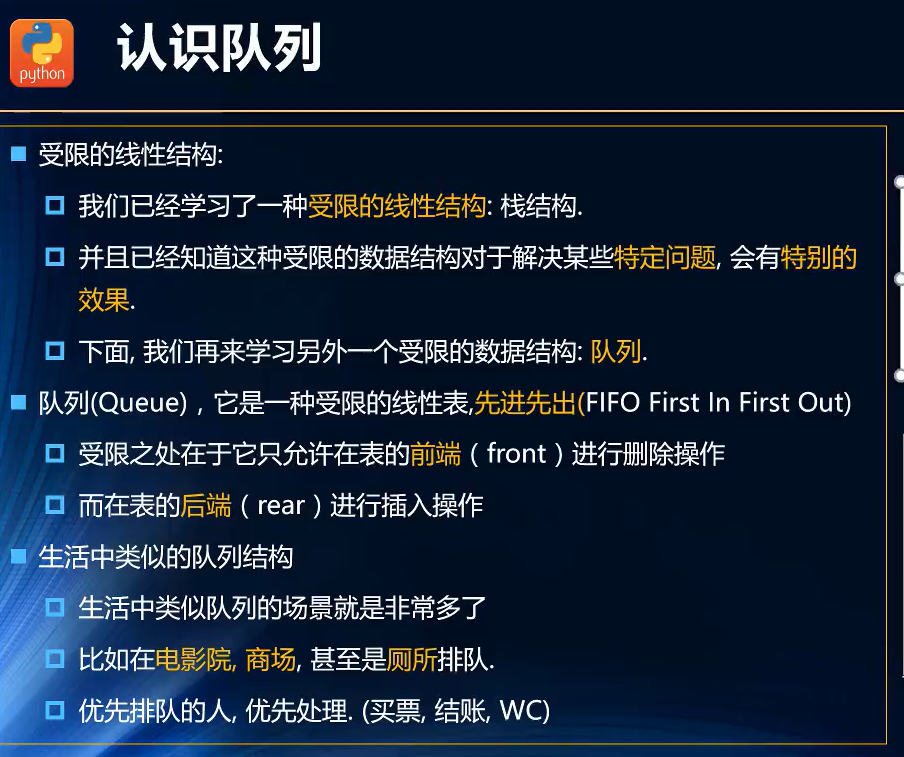 python
认识队列
受限的线性结构:
我们已经学习了一种受限的线性结构: 栈结构.
并且已经知道这种受限的数据结构对于解决某些特定问题, 会有特别的
效果.
下面, 我们再来学习另外一个受限的数据结构: 队列.
队列(Queue)，它是一种受限的线性表,先进先出(FIFO First In First Out)
受限之处在于它只允许在表的前端（front）进行删除操作
而在表的后端（rear）进行插入操作
生活中类似的队列结构
生活中类似队列的场景就是非常多了
比如在电影院, 商场, 甚至是厕所排队.
优先排队的人, 优先处理. (买票, 结账, WC)